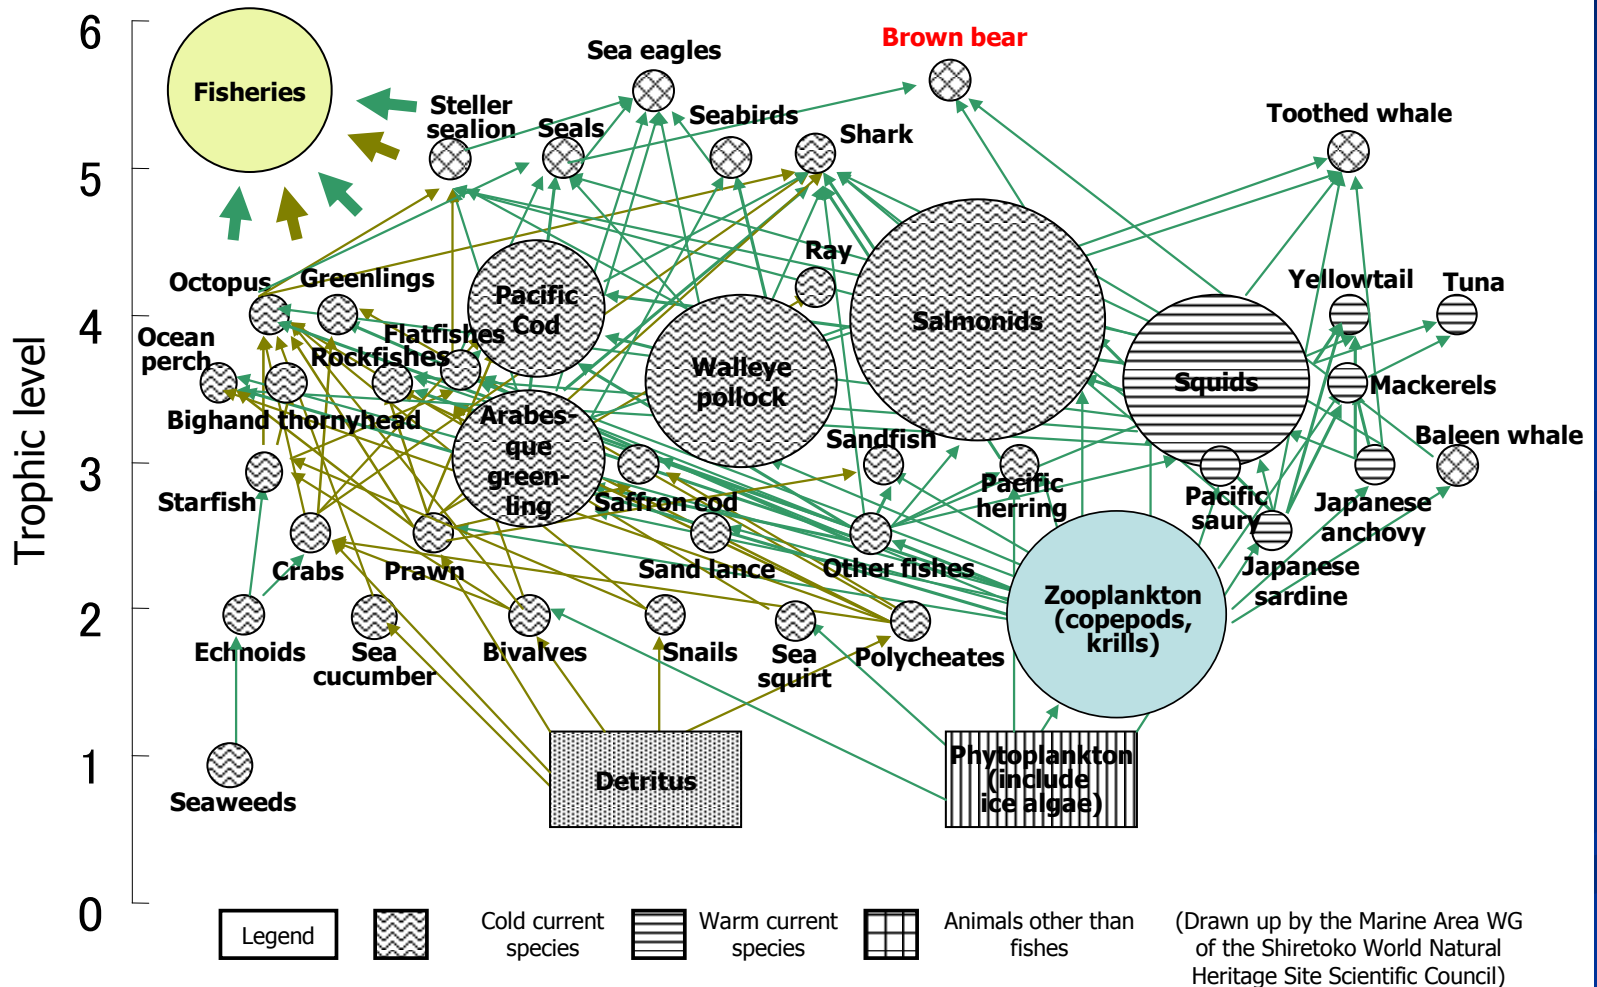 6
5
4
3
2
1
0
Trophic level
Fisheries
Sea eagles
Brown bear
Steller
sealion
Seals
Seabirds
Shark
Toothed whale
Octopus
Greenlings
Pacific
Cod
Ray
Salmonids
Yellowtail
Tuna
Ocean
perch
Flatfishes
Rockfishes
Bighand thornyhead
Walleye
pollock
Squids
Mackerels
Arabes-
que
green-
ling
Sandfish
Baleen whale
Starfish
Saffron cod
Pacific
herring
Pacific
saury
Japanese
anchovy
Crabs
Prawn
Sand lance
Other fishes
Japanese
sardine
Zooplankton
(copepods,
krills)
Echnoids
Sea
cucumber
Bivalves
Snails
Sea
squirt
Polycheates
Seaweeds
Detritus
Phytoplankton
(include
ice algae)
Legend
Cold current
species
Warm current
species
Animals other than
fishes
(Drawn up by the Marine Area WG
of the Shiretoko World Natural
Heritage Site Scientific Council)